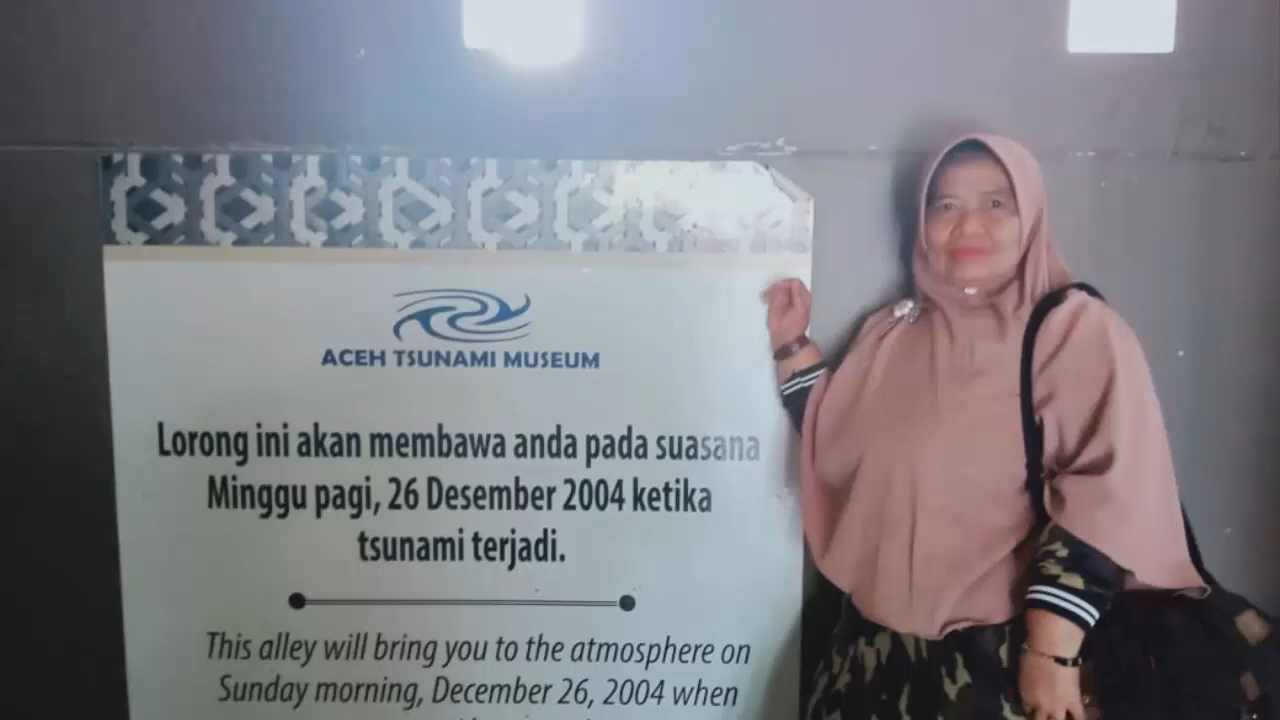 ACEH TSUNAMI MUSEUM
Lorong ini akan membawa anda pada suasana
Minggu pagi, 26 Desember 2004 ketika
tsunami terjadi.
This alley will bring you to the atmosphere on
Sunday morning, December 26, 2004 when